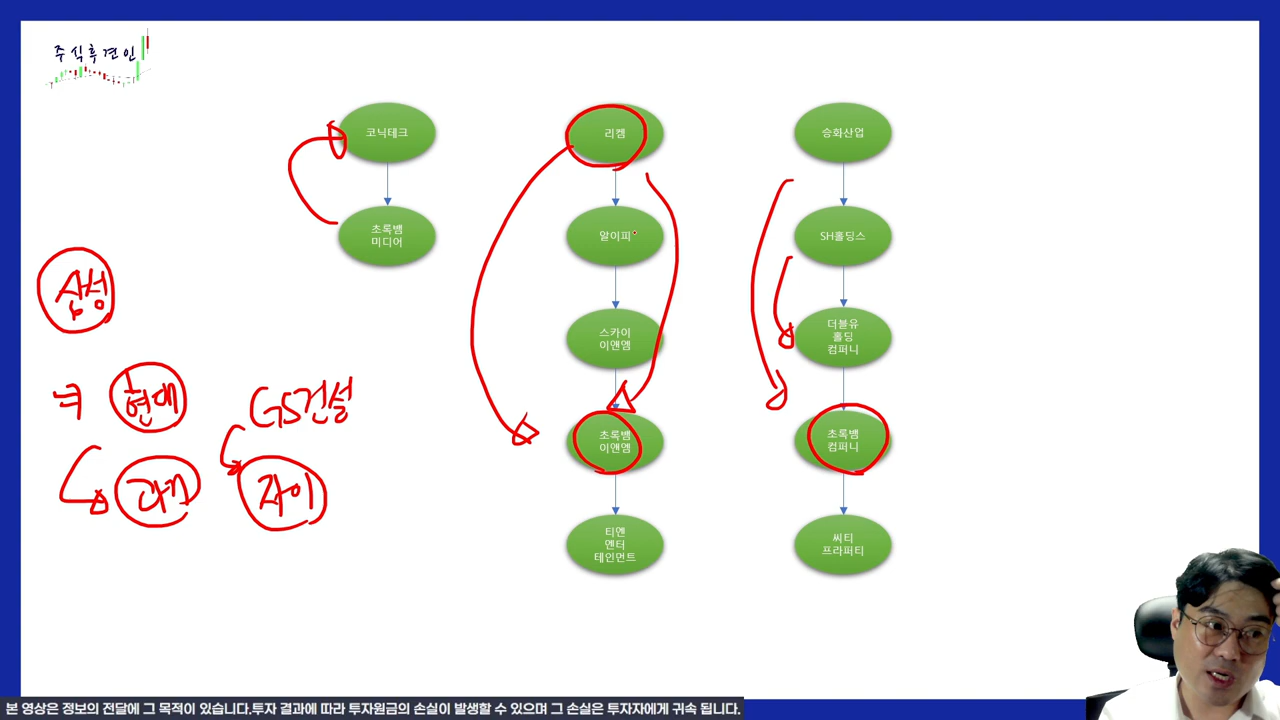 주식후견인
코닉테크
초록뱀
미디어
리켐
알이피
스카이
이앤엠
초록뱀
이앤엠
티앤
엔터
테인먼트
승화산업
SH홀딩스
더블유
홀딩
컴퍼니
초록뱀
컴퍼니
씨티
프라퍼티
삼성
현대
GS건설
자이
본 영상은 정보의 전달에 그 목적이 있습니다.투자 결과에 따라 투자원금의 손실이 발생할 수 있으며 그 손실은 투자자에게 귀속 됩니다.